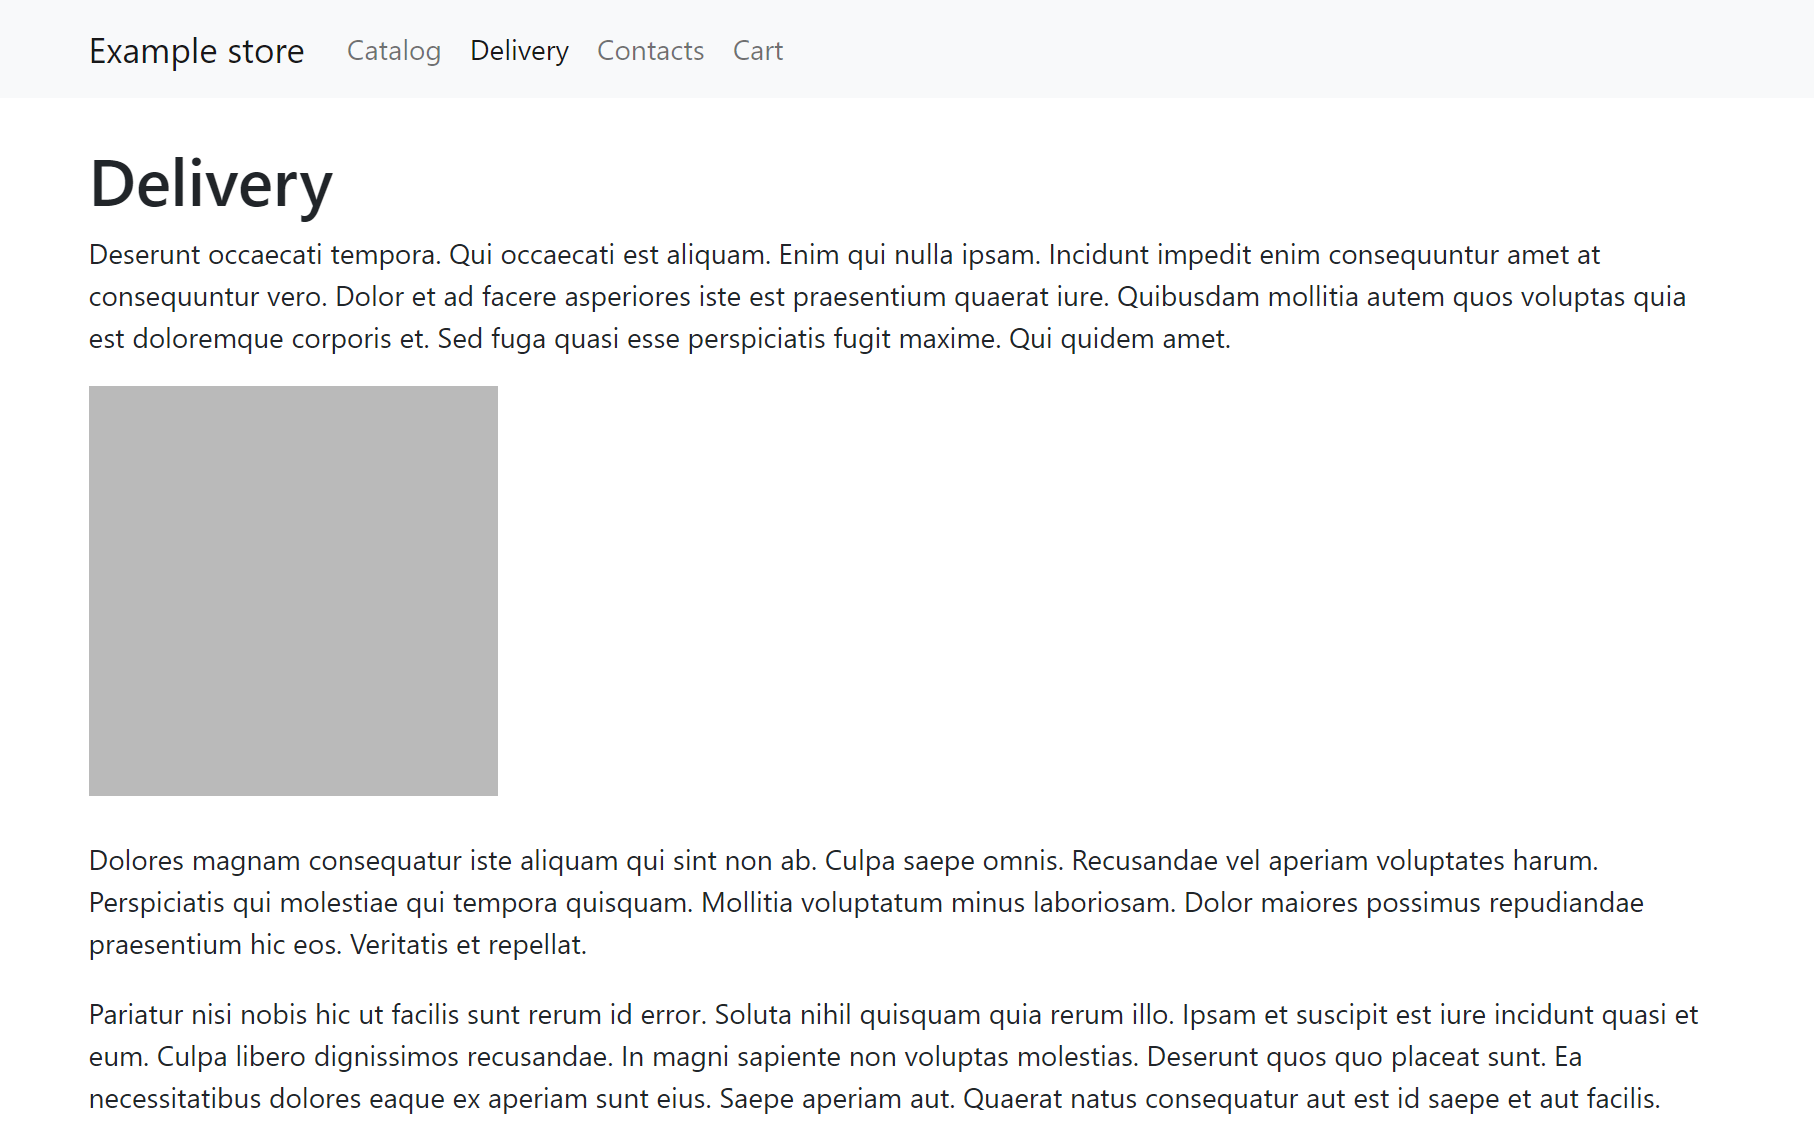 Example store Catalog Delivery Contacts Cart
Delivery
Deserunt occaecati tempora. Qui occaecati est aliquam. Enim qui nulla ipsam. Incidunt impedit enim consequuntur amet at
consequuntur vero. Dolor et ad facere asperiores iste est praesentium quaerat iure. Quibusdam mollitia autem quos voluptas quia
est doloremque corporis et. Sed fuga quasi esse perspiciatis fugit maxime. Qui quidem amet.
Dolores magnam consequatur iste aliquam qui sint non ab. Culpa saepe omnis. Recusandae vel aperiam voluptates harum.
Perspiciatis qui molestiae qui tempora quisquam. Mollitia voluptatum minus laboriosam. Dolor maiores possimus repudiandae
praesentium hic eos. Veritatis et repellat.
Pariatur nisi nobis hic ut facilis sunt rerum id error. Soluta nihil quisquam quia rerum illo. Ipsam et suscipit est iure incidunt quasi et
eum. Culpa libero dignissimos recusandae. In magni sapiente non voluptas molestias. Deserunt quos quo placeat sunt. Ea
necessitatibus dolores eaque ex aperiam sunt eius. Saepe aperiam aut. Quaerat natus consequatur aut est id saepe et aut facilis.